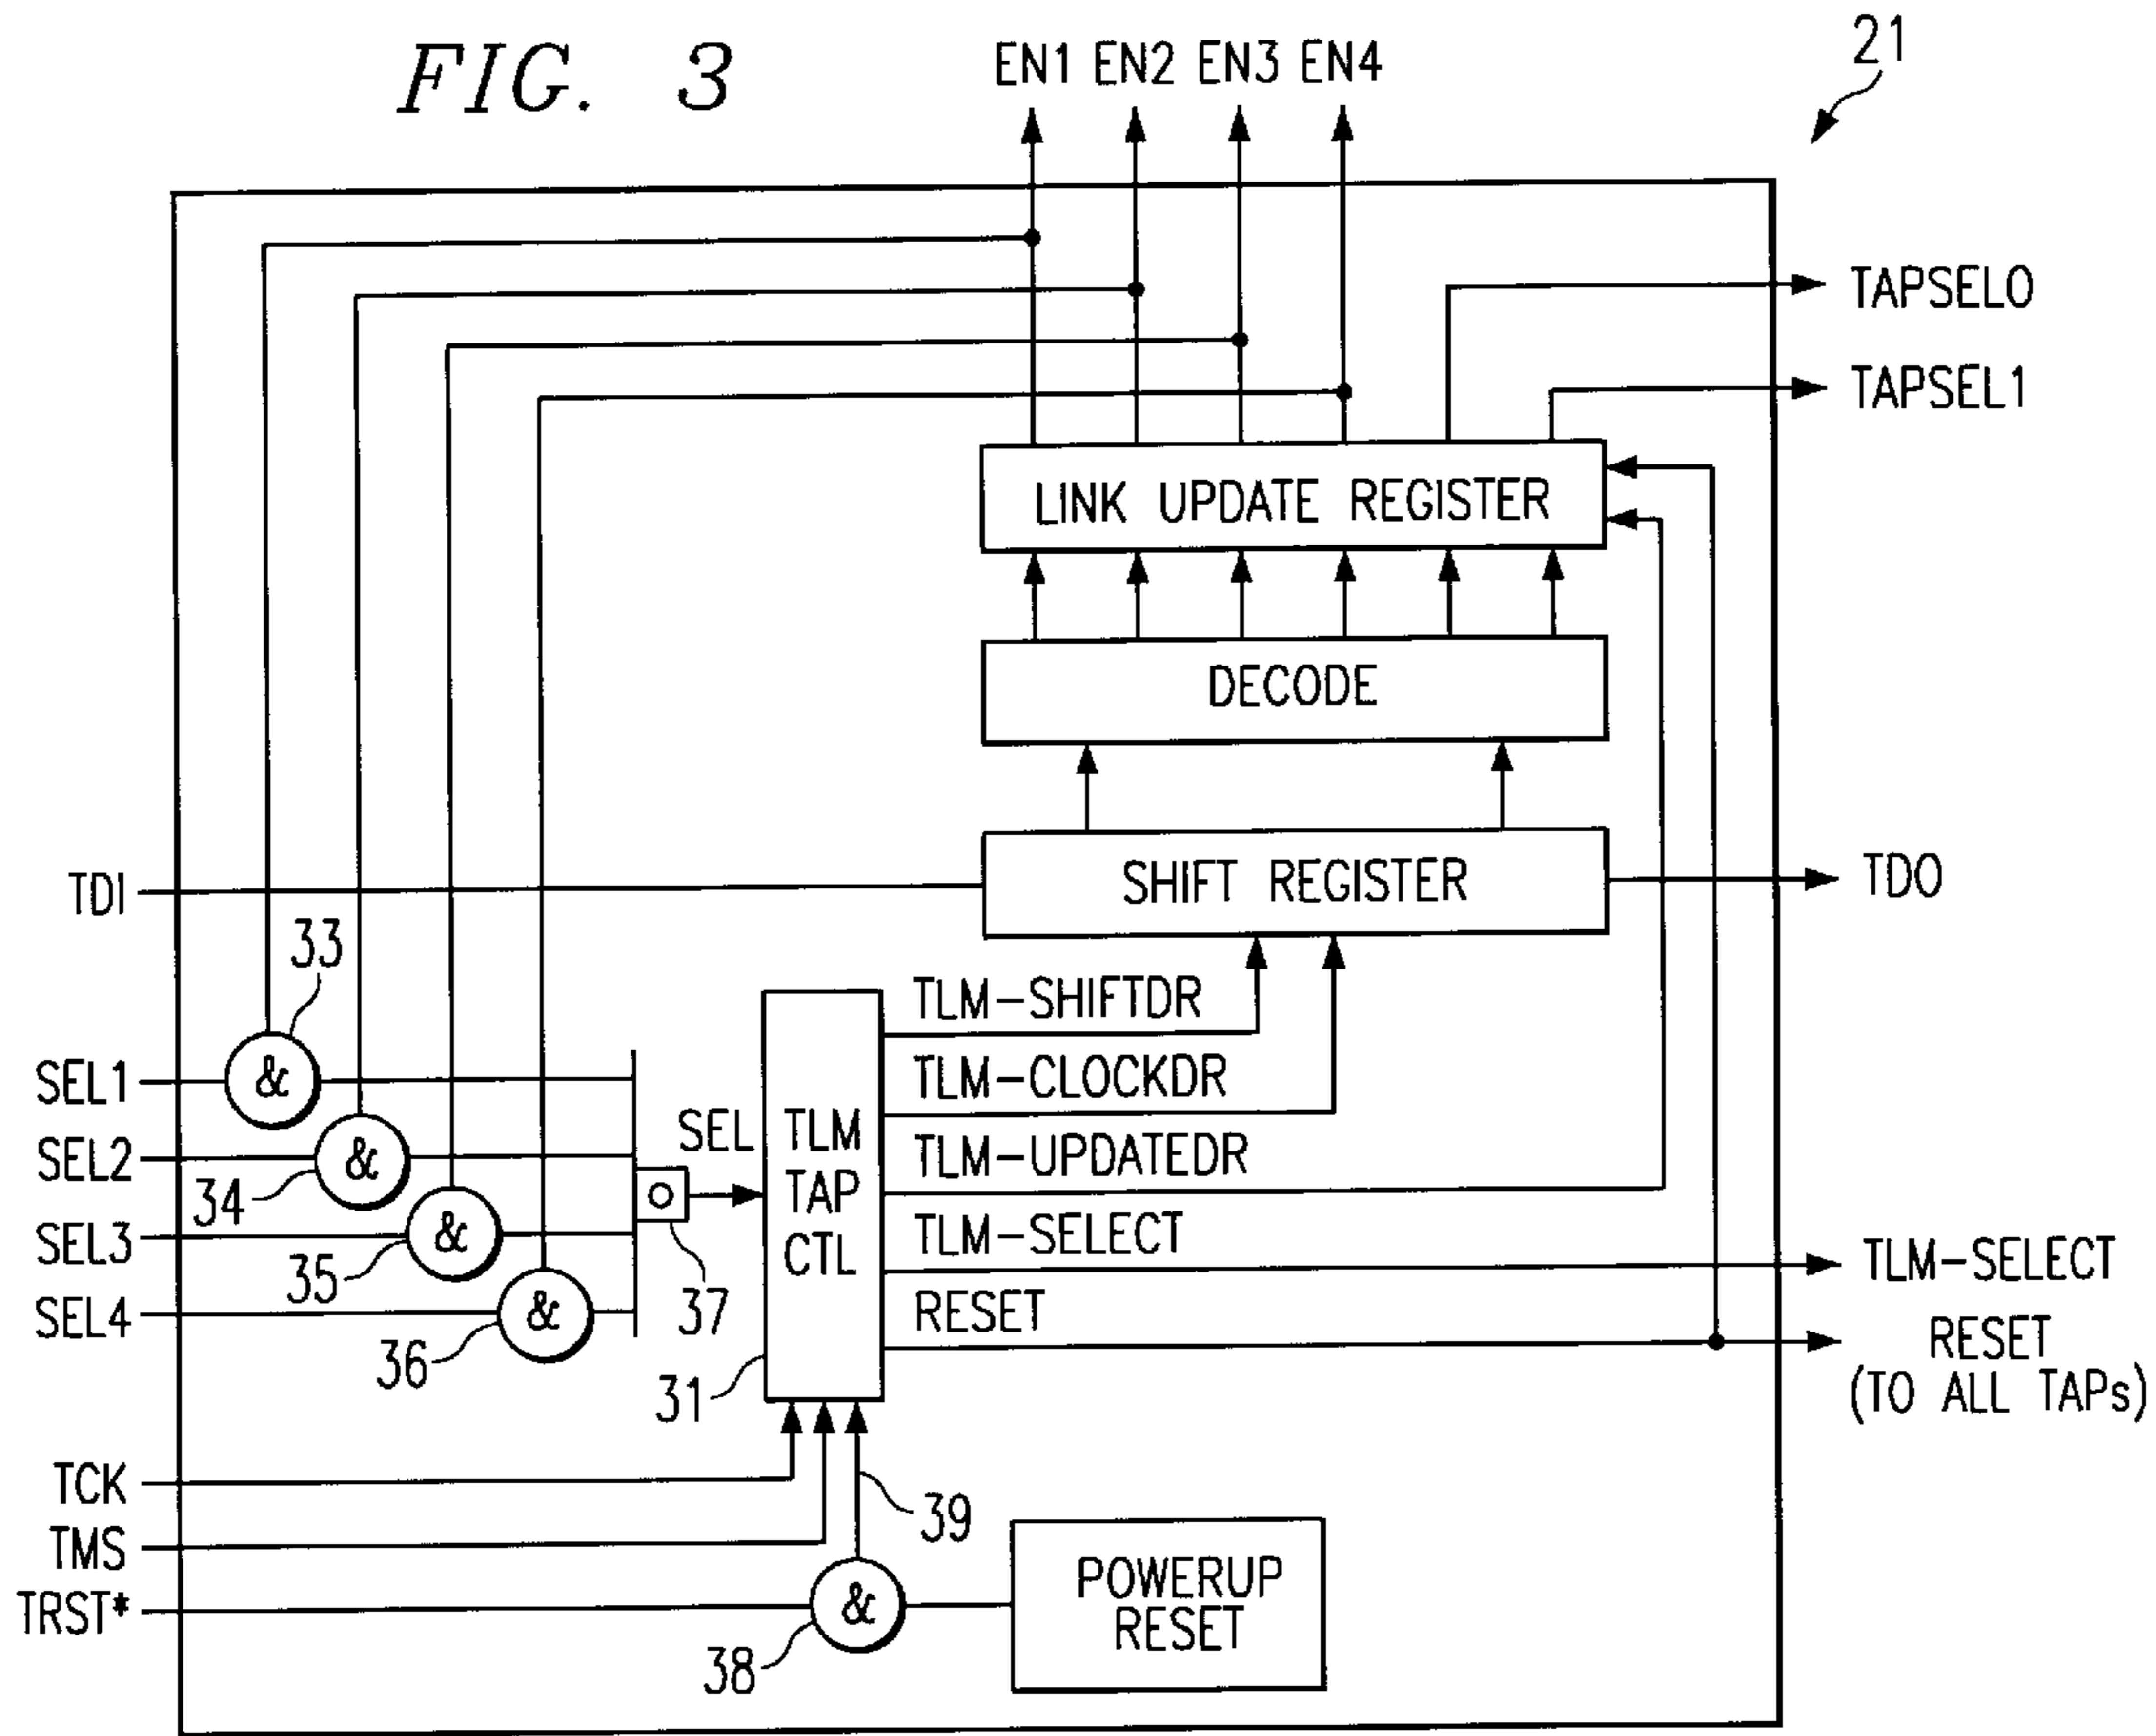 FIG. 3
EN1 EN2 EN3 EN4
21
TAPSEL0
TAPSEL1
LINK UPDATE REGISTER
DECODE
SHIFT REGISTER
TDI
TDO
33
SEL1
&
SEL2
&
34
SEL3
&
35
SEL4
&
36
SEL
37
TLM
TAP
CTL
31
TLM-SHIFTDR
TLM-CLOCKDR
TLM-UPDATEDR
TLM-SELECT
RESET
TLM-SELECT
RESET
(TO ALL TAPs)
TCK
TMS
TRST*
39
&
38
POWERUP
RESET